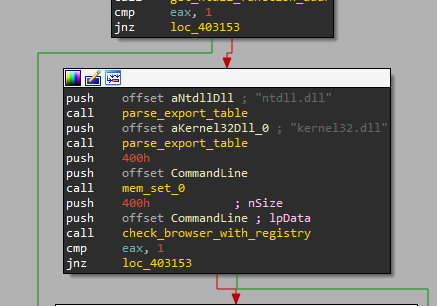 cmp eax, 1
jnz loc_403153
push offset aNtdllDll ; "ntdll.dll"
call parse_export_table
push offset aKernel32Dll_0 ; "kernel32.dll"
call parse_export_table
push 400h
push offset CommandLine
call mem_set_0
push 400h ; nSize
push offset CommandLine ; lpData
call check_browser_with_registry
cmp eax, 1
jnz loc_403153